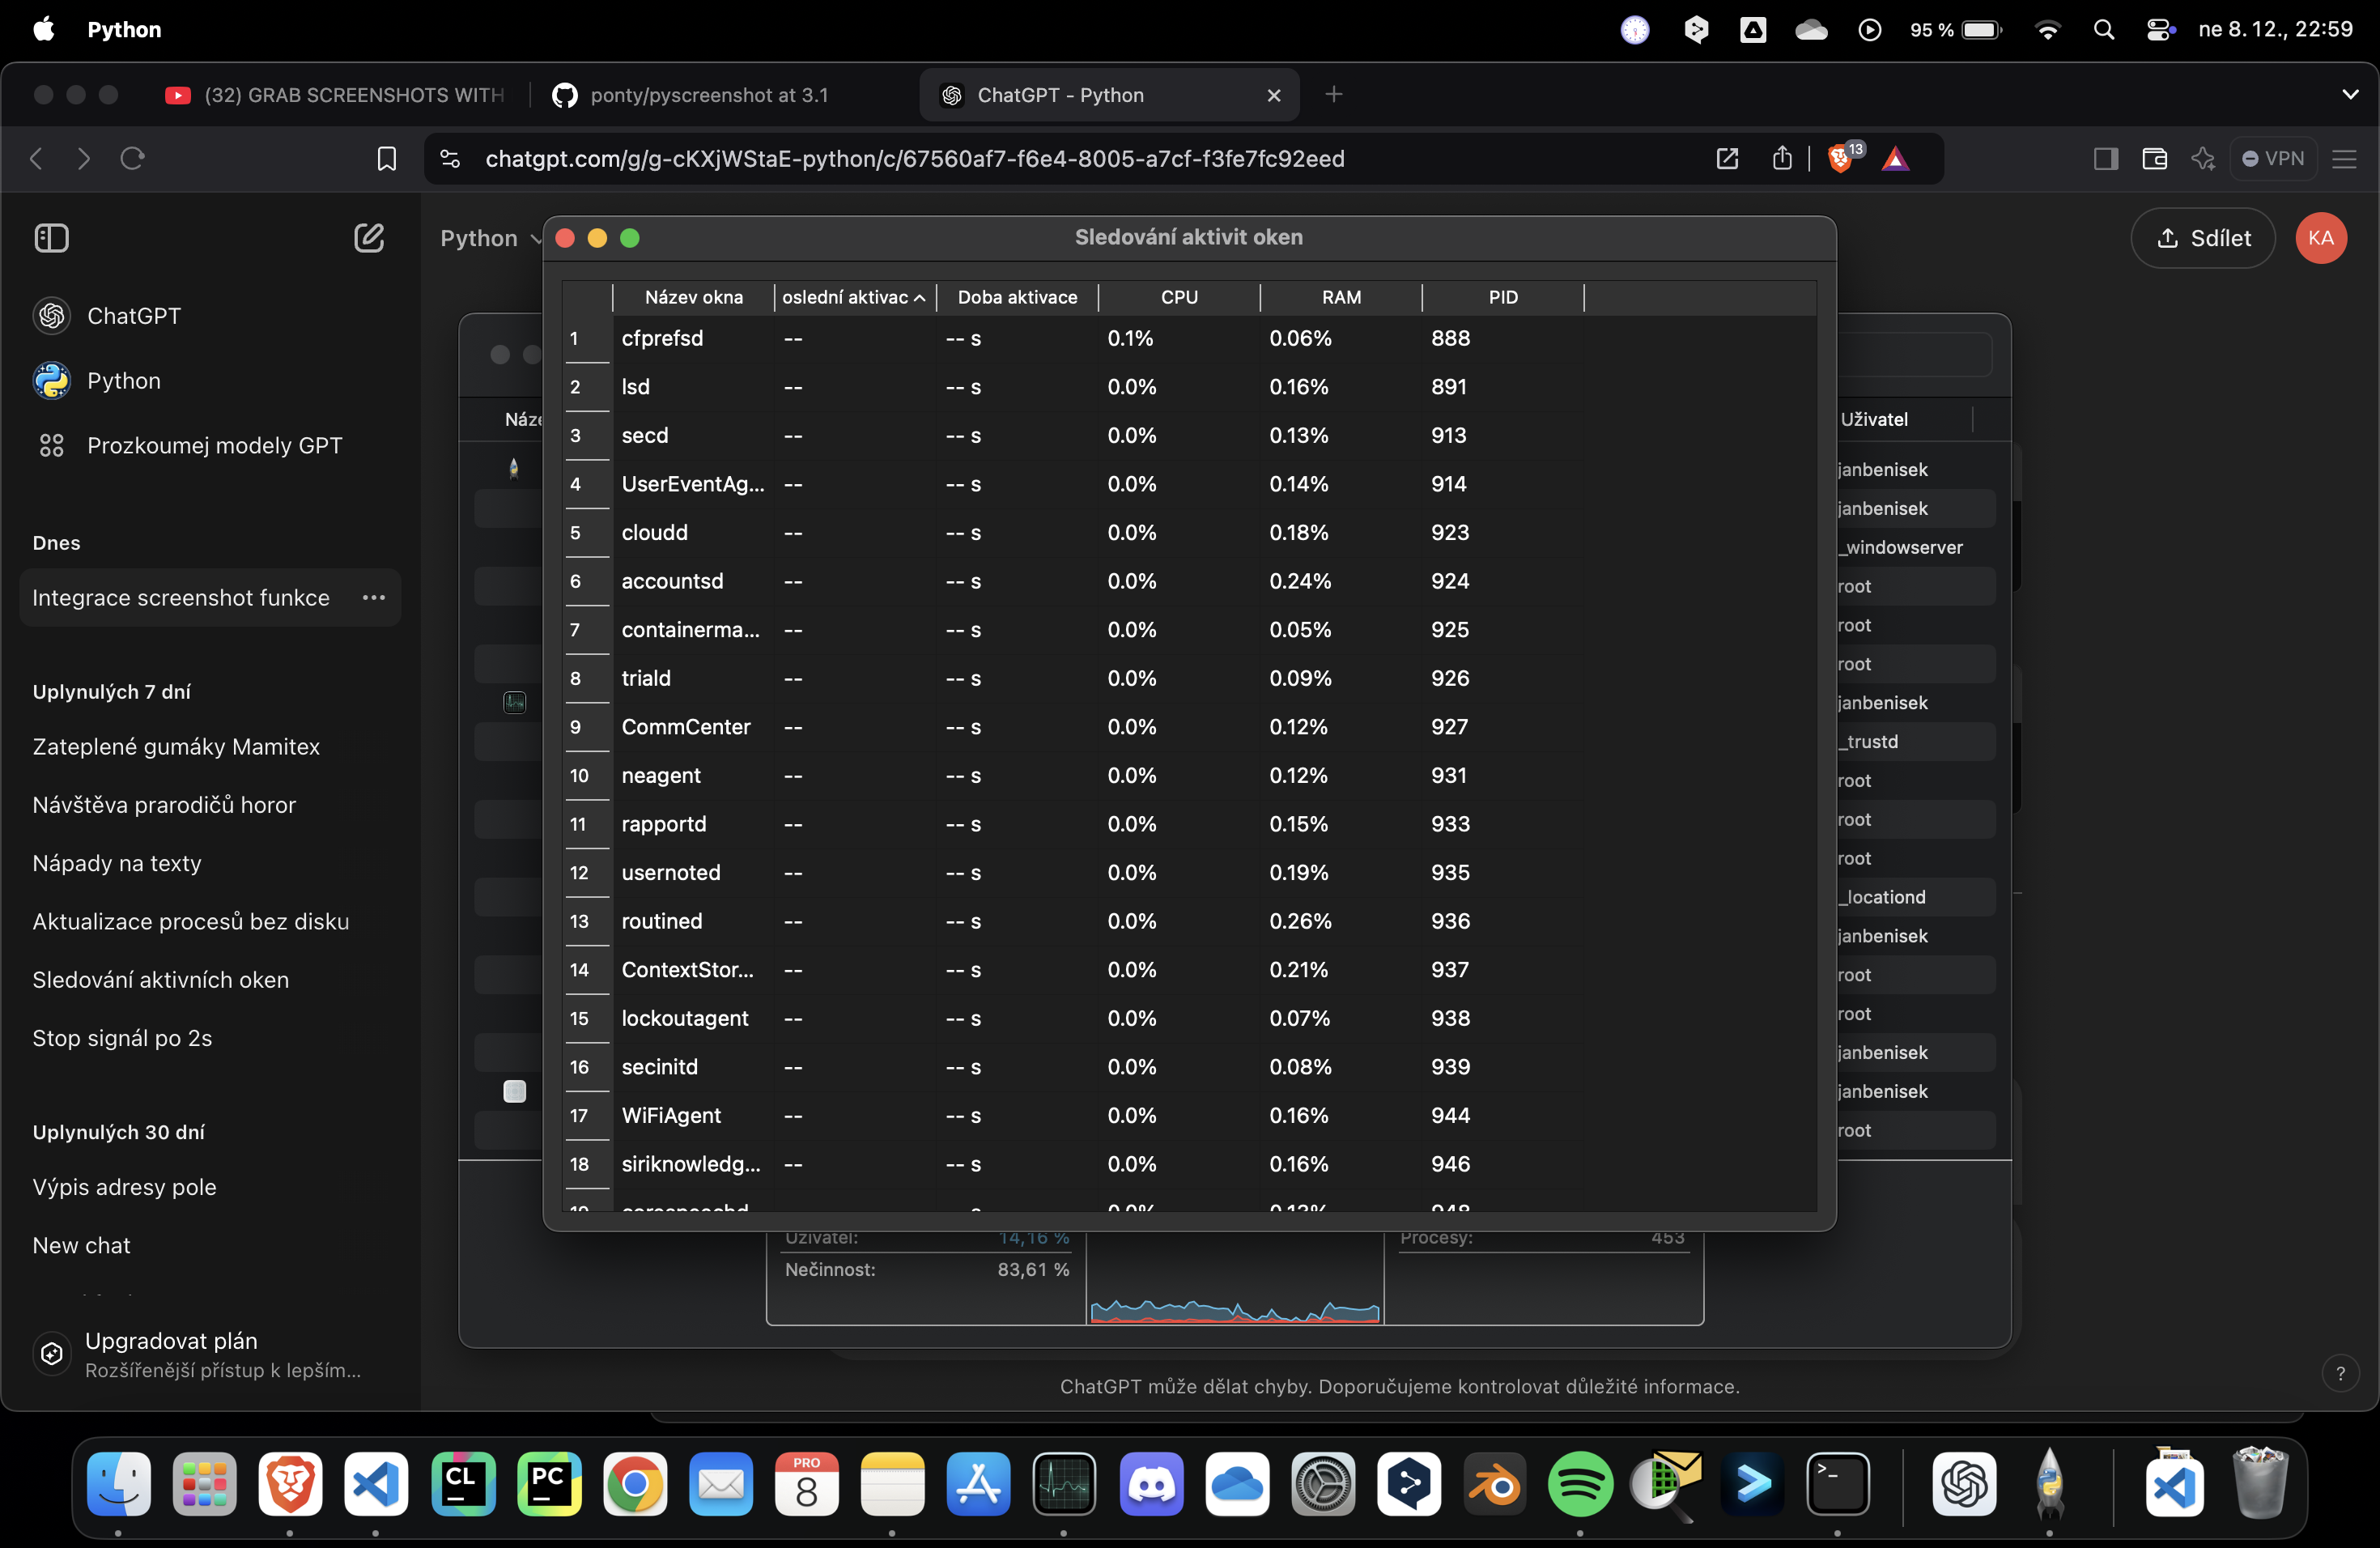 Python
95 %
ne 8. 12., 22:59
(32) GRAB SCREENSHOTS WITH
ponty/pyscreenshot at 3.1
ChatGPT - Python
chatgpt.com/g/g-cKXjWStaE-python/c/67560af7-f6e4-8005-a7cf-f3fe7fc92eed
13
VPN
Python
Sdílet
KA
ChatGPT
Python
Prozkoumej modely GPT
Dnes
Integrace screenshot funkce
Uplynulých 7 dní
Zateplené gumáky Mamitex
Návštěva prarodičů horor
Nápady na texty
Aktualizace procesů bez disku
Sledování aktivních oken
Stop signál po 2s
Uplynulých 30 dní
Výpis adresy pole
New chat
Upgradovat plán
Rozšířenější přístup k lepším...
Sledování aktivit oken
Název okna oslední aktivac Doba aktivace CPU RAM PID
1 cfprefsd -- -- s 0.1% 0.06% 888
2 lsd -- -- s 0.0% 0.16% 891
3 secd -- -- s 0.0% 0.13% 913
4 UserEventAg... -- -- s 0.0% 0.14% 914
5 cloudd -- -- s 0.0% 0.18% 923
6 accountsd -- -- s 0.0% 0.24% 924
7 containerma... -- -- s 0.0% 0.05% 925
8 triald -- -- s 0.0% 0.09% 926
9 CommCenter -- -- s 0.0% 0.12% 927
10 neagent -- -- s 0.0% 0.12% 931
11 rapportd -- -- s 0.0% 0.15% 933
12 usernoted -- -- s 0.0% 0.19% 935
13 routined -- -- s 0.0% 0.26% 936
14 ContextStor... -- -- s 0.0% 0.21% 937
15 lockoutagent -- -- s 0.0% 0.07% 938
16 secinitd -- -- s 0.0% 0.08% 939
17 WiFiAgent -- -- s 0.0% 0.16% 944
18 siriknowledg... -- -- s 0.0% 0.16% 946
Náze
Uživatel
janbenisek
janbenisek
_windowserver
root
root
root
janbenisek
_trustd
root
root
root
_locationd
janbenisek
root
root
janbenisek
janbenisek
root
Uživatel: 14,16 %
Nečinnost: 83,61 %
Procesy: 453
ChatGPT může dělat chyby. Doporučujeme kontrolovat důležité informace.
?
CL
PC
PRO
8
>_